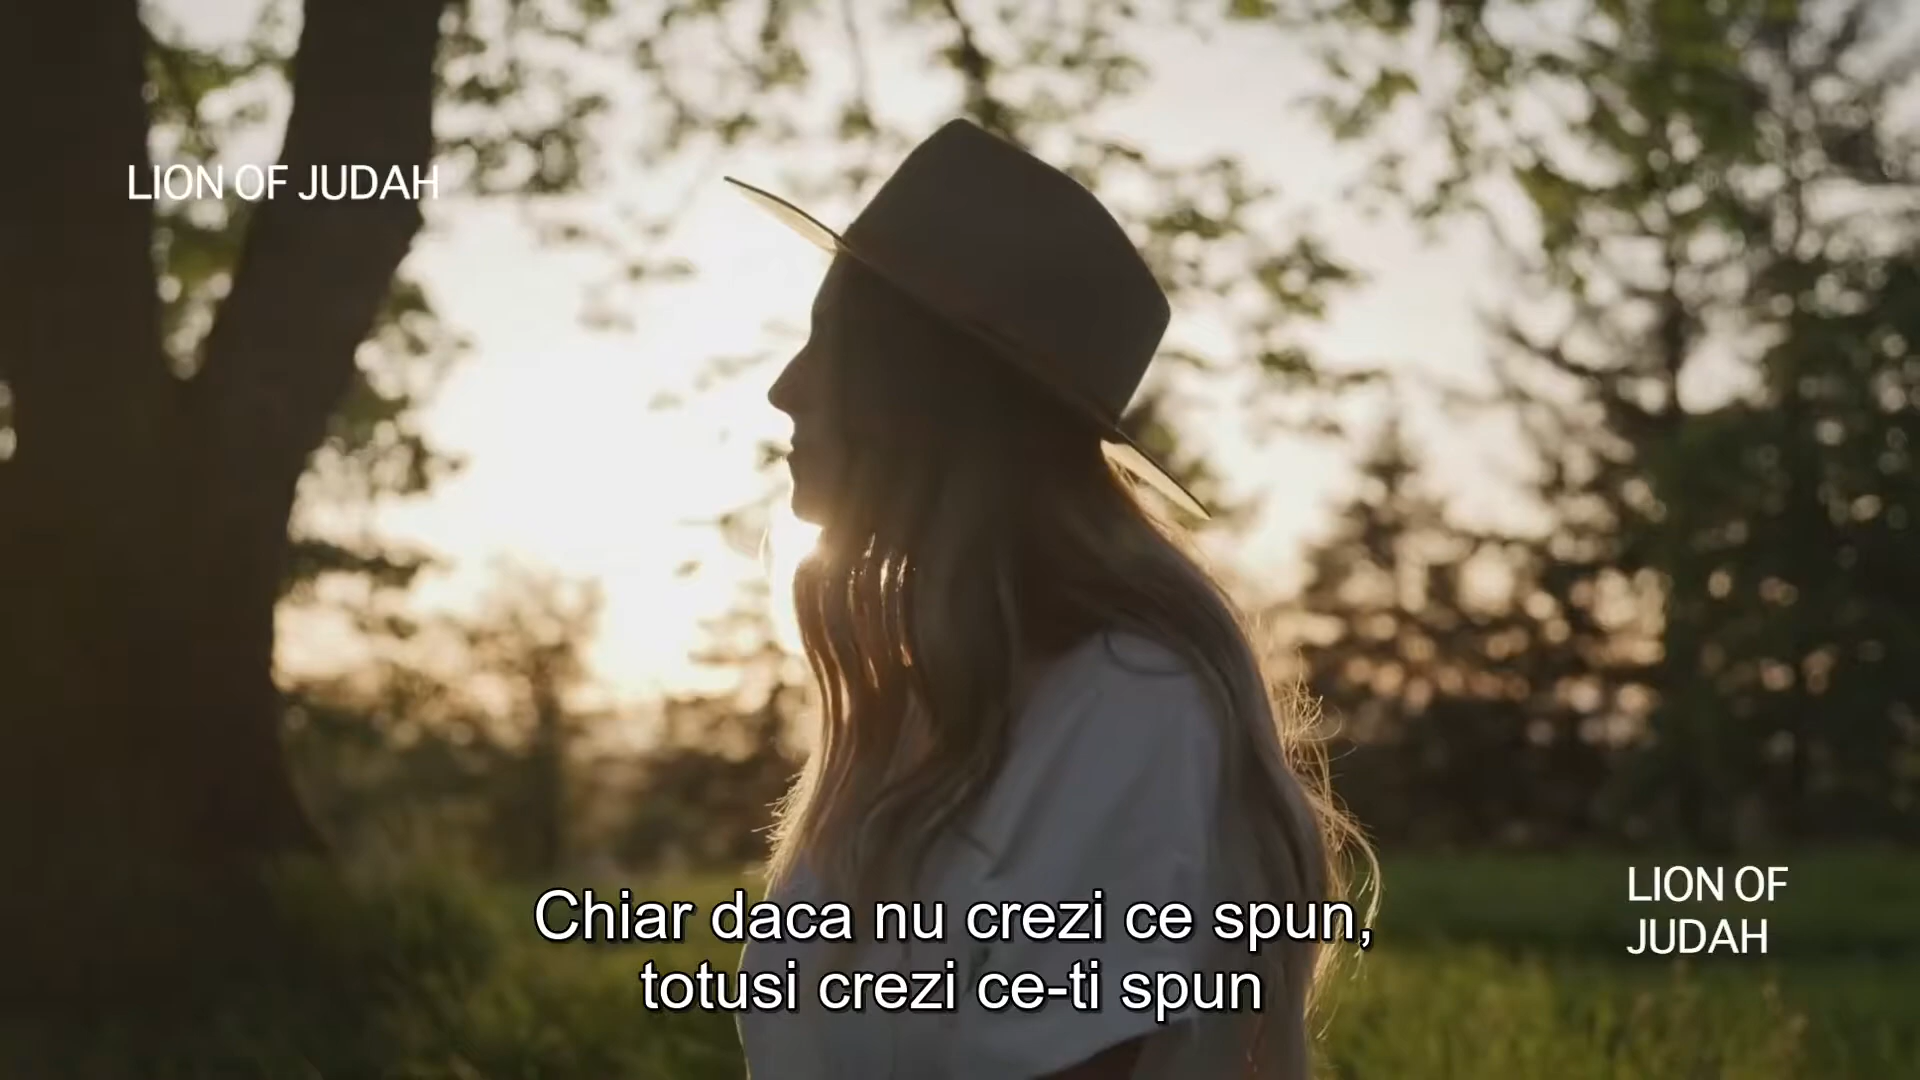 LION OF JUDAH
LION OF
JUDAH
Chiar daca nu crezi ce spun,
totusi crezi ce-ti spun